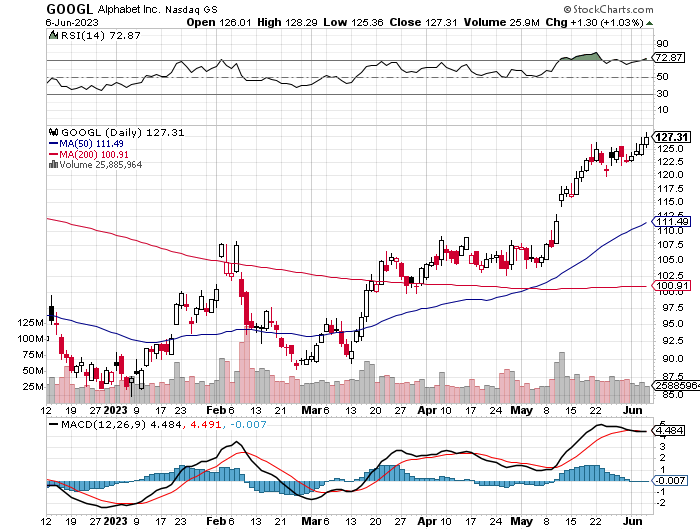 GOOGL Alphabet Inc. Nasdaq GS © StockCharts.com
6-Jun-2023 Open 126.01 High 128.29 Low 125.36 Close 127.31 Volume 25.9M Chg +1.30 (+1.03%)
RSI(14) 72.87
90
72.87
50
30
10
GOOGL (Daily) 127.31
MA(50) 111.49
MA(200) 100.91
Volume 25,885,964
127.31
125.0
122.5
120.0
117.5
115.0
112.5
111.49
110.0
107.5
105.0
102.5
100.91
100.0
97.5
95.0
92.5
90.0
87.5
85.0
125M
100M
75M
50M
25M
25885964
12 19 27 2023 9 17 23 Feb 6 13 21 Mar 6 13 20 27 Apr 10 17 24 May 8 15 22 Jun
MACD(12,26,9) 4.484, 4.491, -0.007
5
4.484
4
3
2
1
-0.007
-1
-2
12 19 27 2023 9 17 23 Feb 6 13 21 Mar 6 13 20 27 Apr 10 17 24 May 8 15 22 Jun